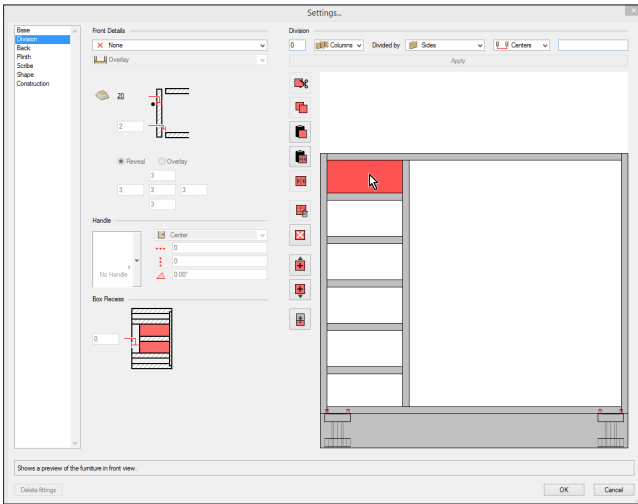 Settings...
Base
Division
Back
Plinth
Scribe
Shape
Construction
Front Details
None
Overlay
20
2
Reveal Overlay
3
3 3 3
3
Handle
No Handle
Center
0
0
0.00°
Box Recess
0
Division
0 Columns Divided by Sides Centers
Apply
Shows a preview of the furniture in front view.
Delete fittings
OK Cancel